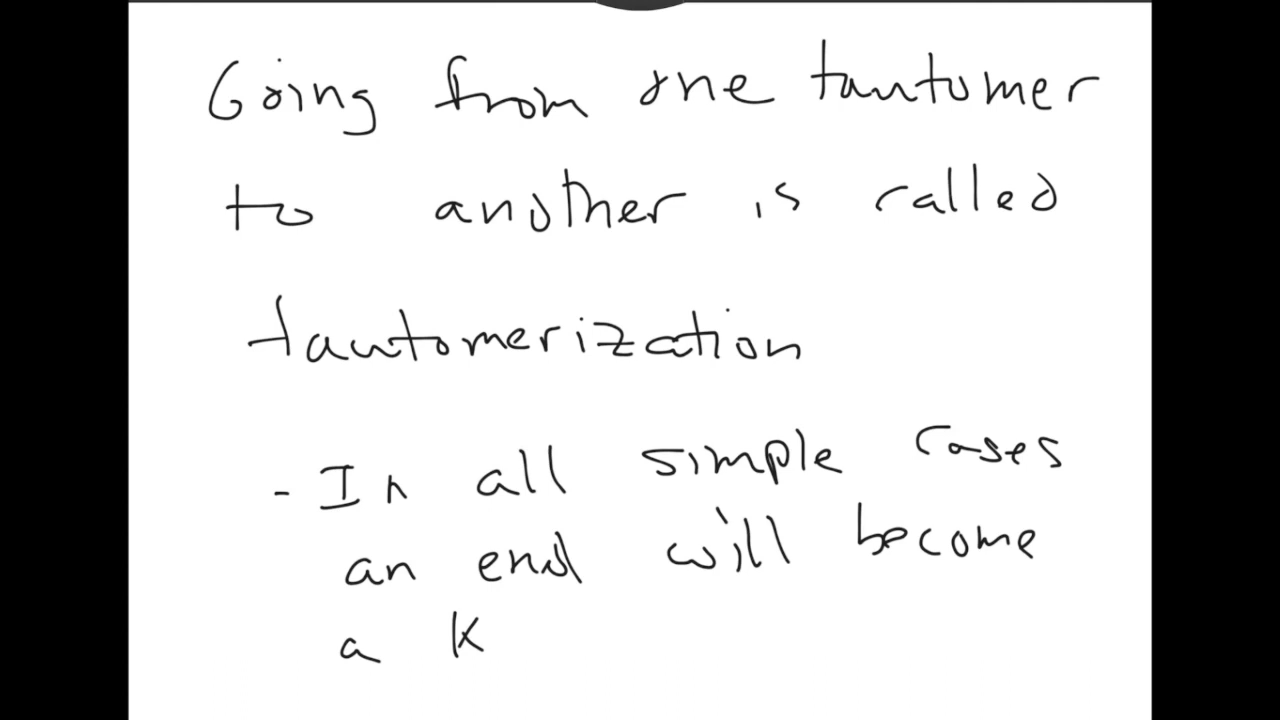 Going from one tautomer
to another is called
tautomerization
- In all simple cases
an enol will become
a k